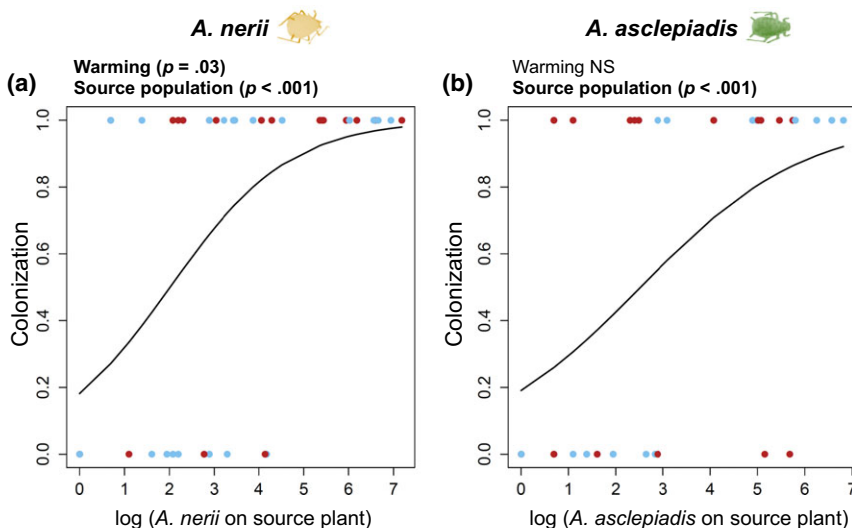 A. nerii
(a)
Warming (p = .03)
Source population (p < .001)
Colonization
1.0
0.8
0.6
0.4
0.2
0.0
0 1 2 3 4 5 6 7
log (A. nerii on source plant)
A. asclepiadis
(b)
Warming NS
Source population (p < .001)
Colonization
1.0
0.8
0.6
0.4
0.2
0.0
0 1 2 3 4 5 6 7
log (A. asclepiadis on source plant)